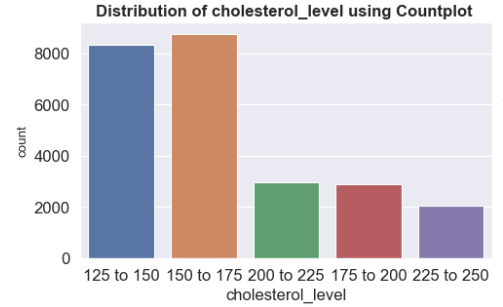 Distribution of cholesterol_level using Countplot
8000
6000
4000
2000
0
count
125 to 150 150 to 175 200 to 225 175 to 200 225 to 250
cholesterol_level